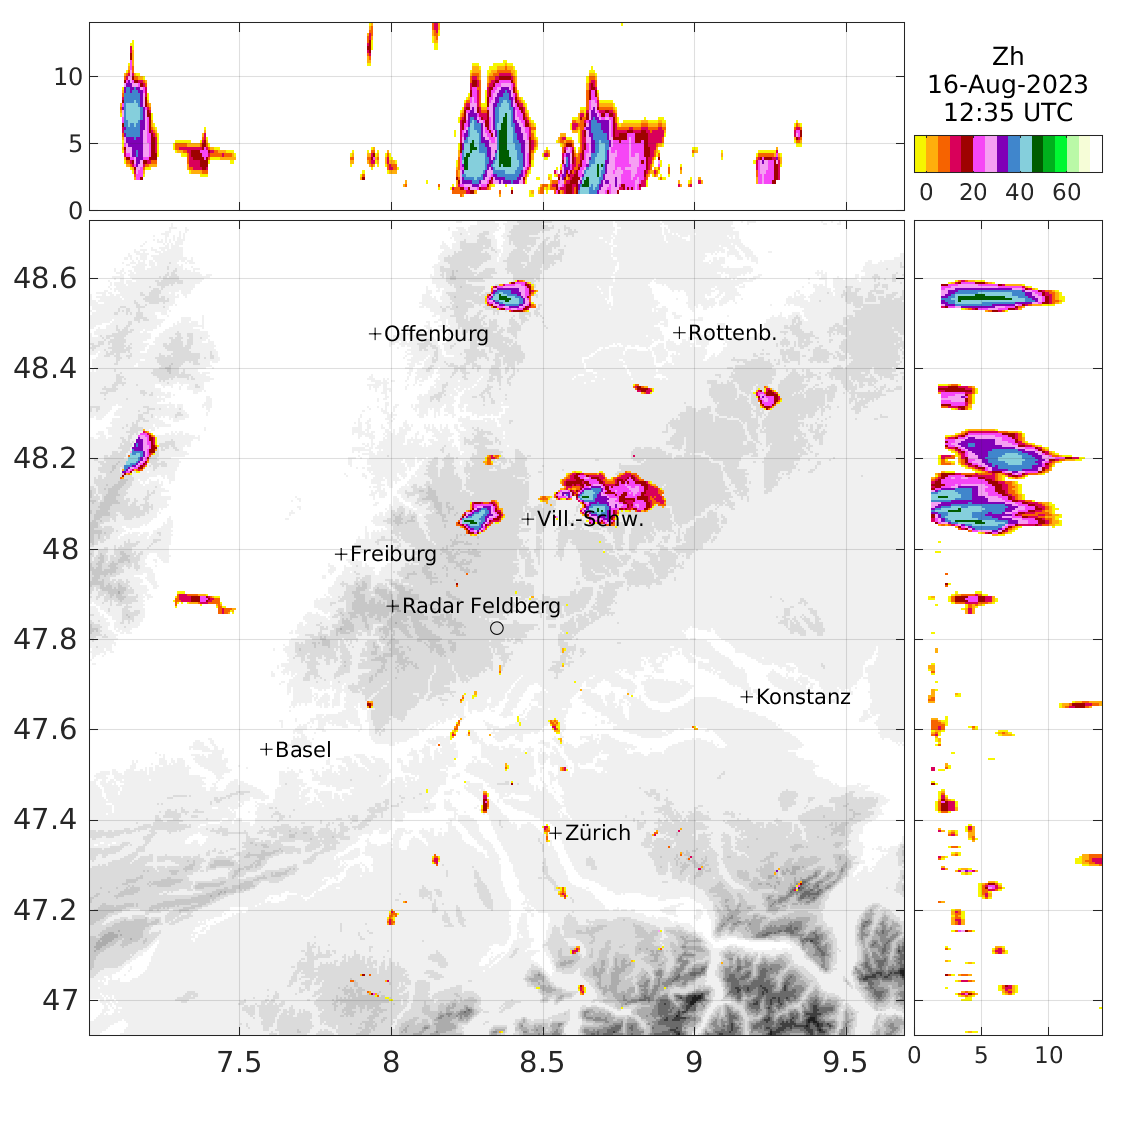 10
5
0
Zh
16-Aug-2023
12:35 UTC
0 20 40 60
48.6
48.4
48.2
48
47.8
47.6
47.4
47.2
47
Offenburg
Rottenb.
Vill.-Schw.
Freiburg
Radar Feldberg
Konstanz
Basel
Zürich
7.5 8 8.5 9 9.5
0 5 10